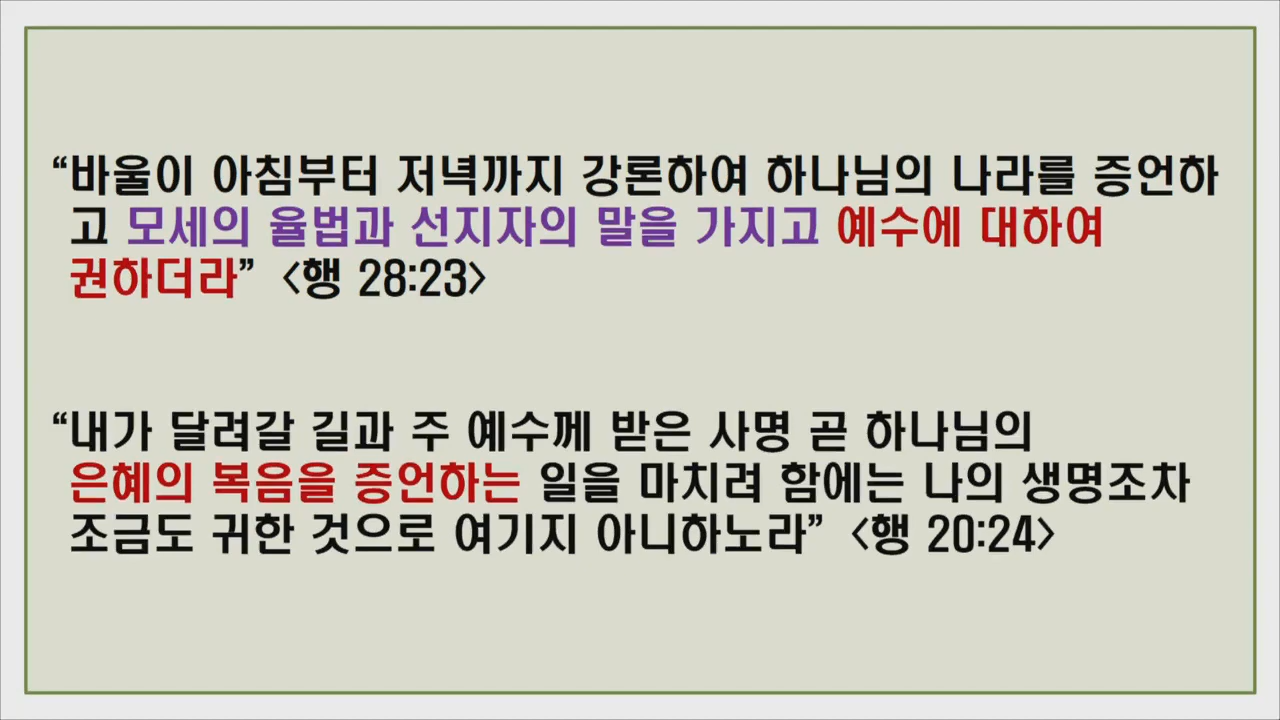 “바울이 아침부터 저녁까지 강론하여 하나님의 나라를 증언하
고 모세의 율법과 선지자의 말을 가지고 예수에 대하여
권하더라” <행 28:23>
“내가 달려갈 길과 주 예수께 받은 사명 곧 하나님의
은혜의 복음을 증언하는 일을 마치려 함에는 나의 생명조차
조금도 귀한 것으로 여기지 아니하노라” <행 20:24>